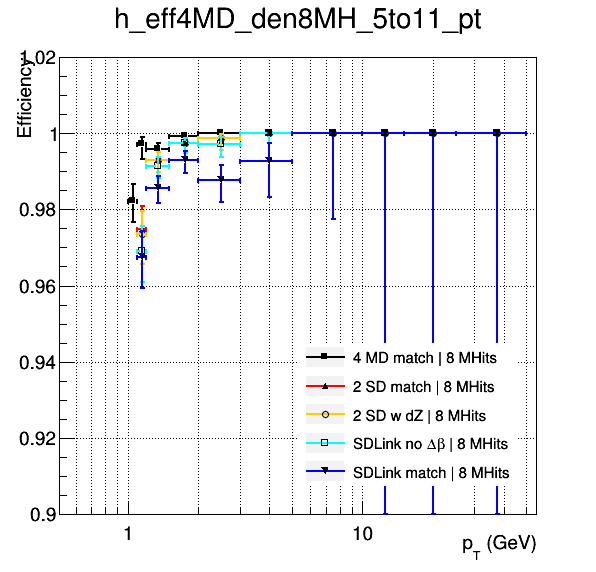 h_eff4MD_den8MH_5to11_pt
Efficiency
1.02
1
0.98
0.96
0.94
0.92
0.9
4 MD match | 8 MHits
2 SD match | 8 MHits
2 SD w dZ | 8 MHits
SDLink no Δβ | 8 MHits
SDLink match | 8 MHits
1 10
p_T (GeV)